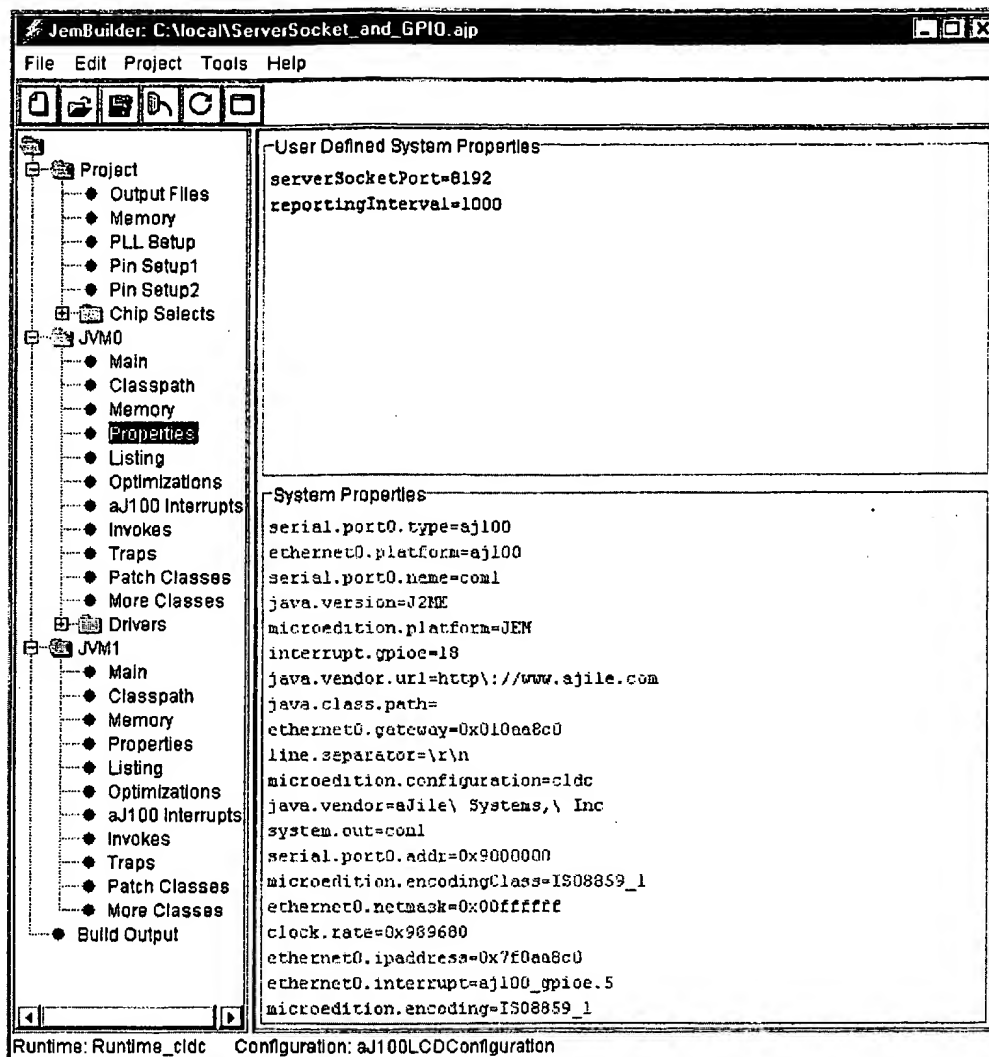 JemBuilder: C:\local\ServerSocket_and_GPIO.ajp
File Edit Project Tools Help
Project
Output Files
Memory
PLL Setup
Pin Setup1
Pin Setup2
Chip Selects
JVM0
Main
Classpath
Memory
Properties
Listing
Optimizations
aJ100 Interrupts
Invokes
Traps
Patch Classes
More Classes
Drivers
JVM1
Main
Classpath
Memory
Properties
Listing
Optimizations
aJ100 Interrupts
Invokes
Traps
Patch Classes
More Classes
Build Output
User Defined System Properties
serverSocketPort=8192
reportingInterval=1000
System Properties
serial.port0.type=aj100
ethernet0.platform=aj100
serial.port0.name=com1
java.version=J2ME
microedition.platform=JEM
interrupt.gpioe=18
java.vendor.url=http\://www.ajile.com
java.class.path=
ethernet0.gateway=0x010aa8c0
line.separator=\r\n
microedition.configuration=cldc
java.vendor=aJile\ Systems,\ Inc
system.out=com1
serial.port0.addr=0x9000000
microedition.encodingClass=ISO8859_1
ethernet0.netmask=0x00ffffff
clock.rate=0x989680
ethernet0.ipaddress=0x7f0aa8c0
ethernet0.interrupt=aj100_gpioe.5
microedition.encoding=ISO8859_1
Runtime: Runtime_cldc Configuration: aJ100LCDConfiguration